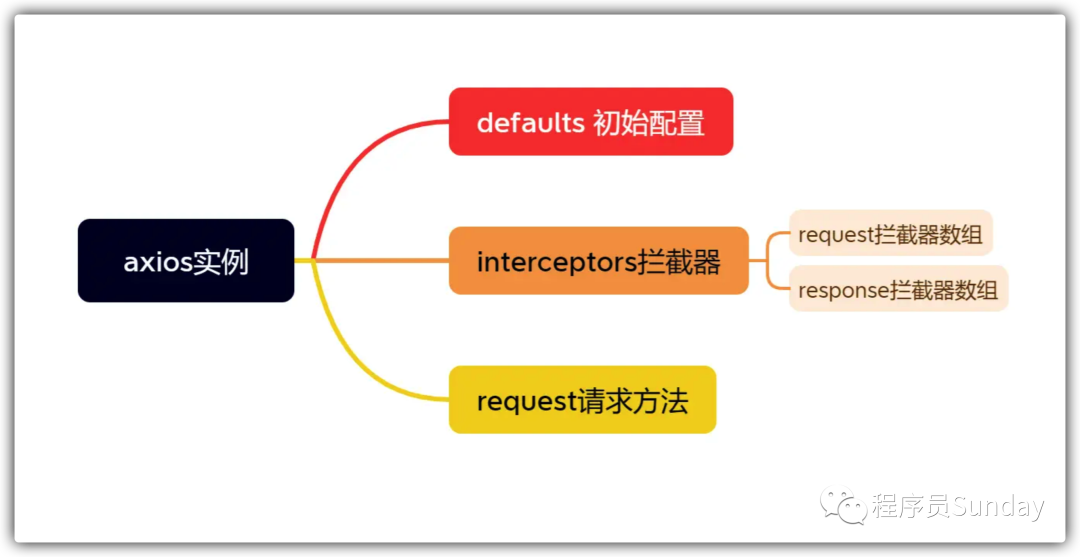 axios实例
defaults 初始配置
interceptors拦截器
request拦截器数组
response拦截器数组
request请求方法
程序员Sunday